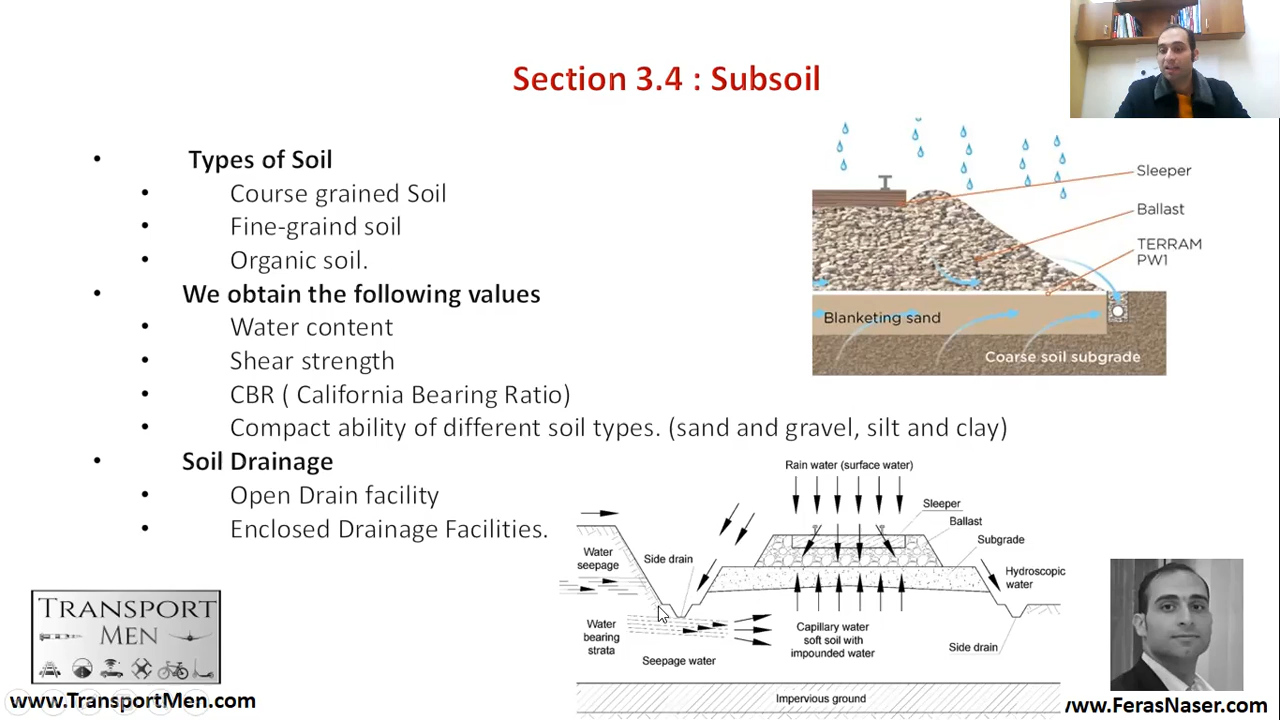 Section 3.4 : Subsoil
• Types of Soil
• Course grained Soil
• Fine-graind soil
• Organic soil.
• We obtain the following values
• Water content
• Shear strength
• CBR ( California Bearing Ratio)
• Compact ability of different soil types. (sand and gravel, silt and clay)
• Soil Drainage
• Open Drain facility
• Enclosed Drainage Facilities.
Sleeper
Ballast
TERRAM
PW1
Blanketing sand
Coarse soil subgrade
Rain water (surface water)
Sleeper
Ballast
Subgrade
Water
seepage
Side drain
Hydroscopic
water
Water
bearing
strata
Capillary water
soft soil with
impounded water
Side drain
Seepage water
Impervious ground
TRANSPORT
MEN
www.TransportMen.com
www.FerasNaser.com